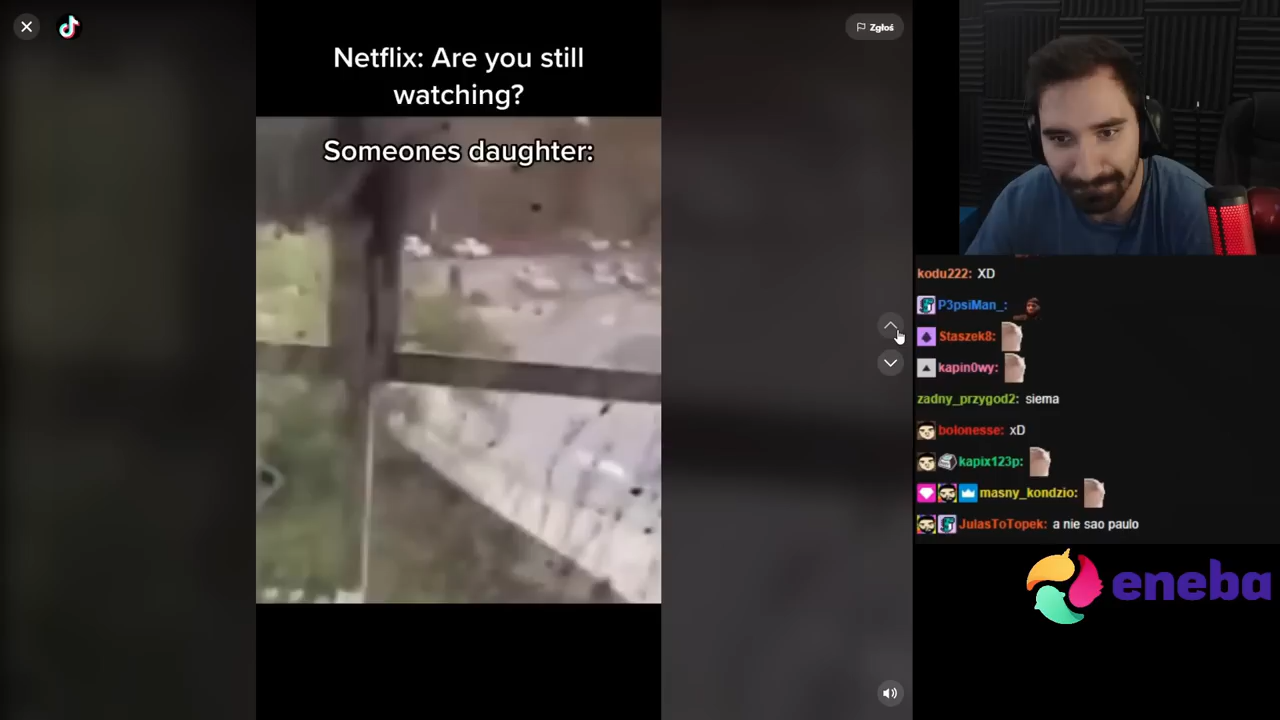 Zgłoś
Netflix: Are you still
watching?
Someones daughter:
kodu222: XD
P3psiMan_:
Staszek8:
kapin0wy:
zadny_przygod2: siema
bolonesse: xD
kapix123p:
masny_kondzio:
JulasToTopek: a nie sao paulo
eneba